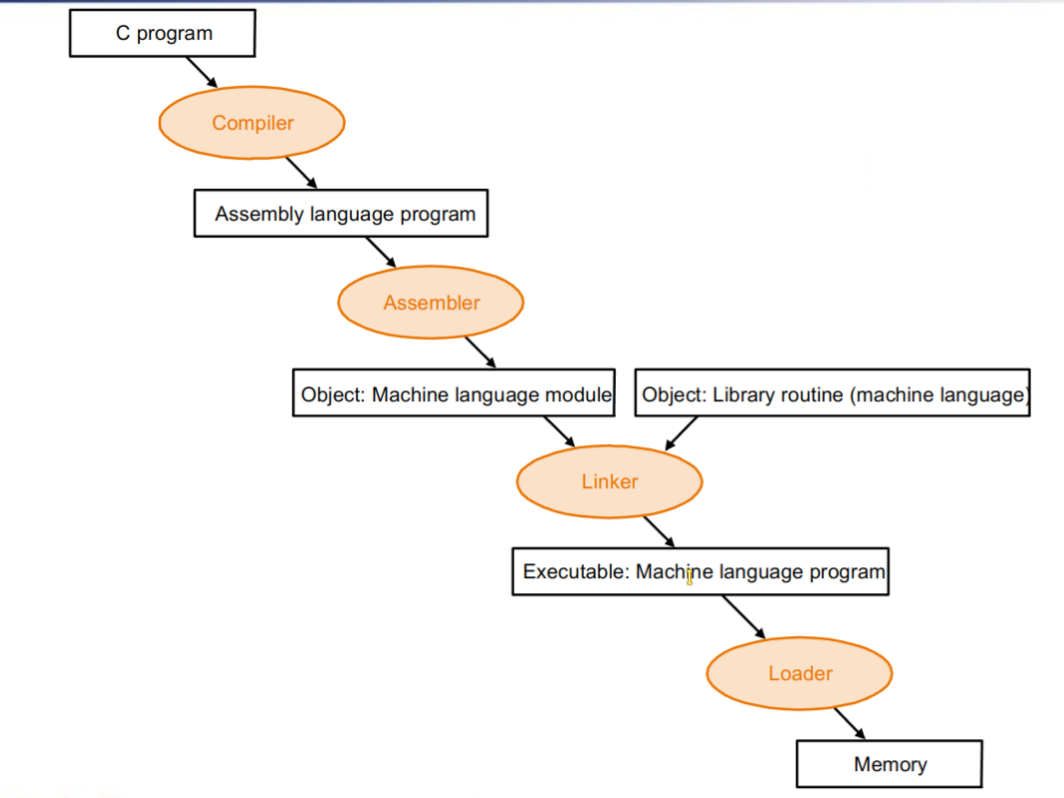 C program
Compiler
Assembly language program
Assembler
Object: Machine language module
Object: Library routine (machine language)
Linker
Executable: Machine language program
Loader
Memory